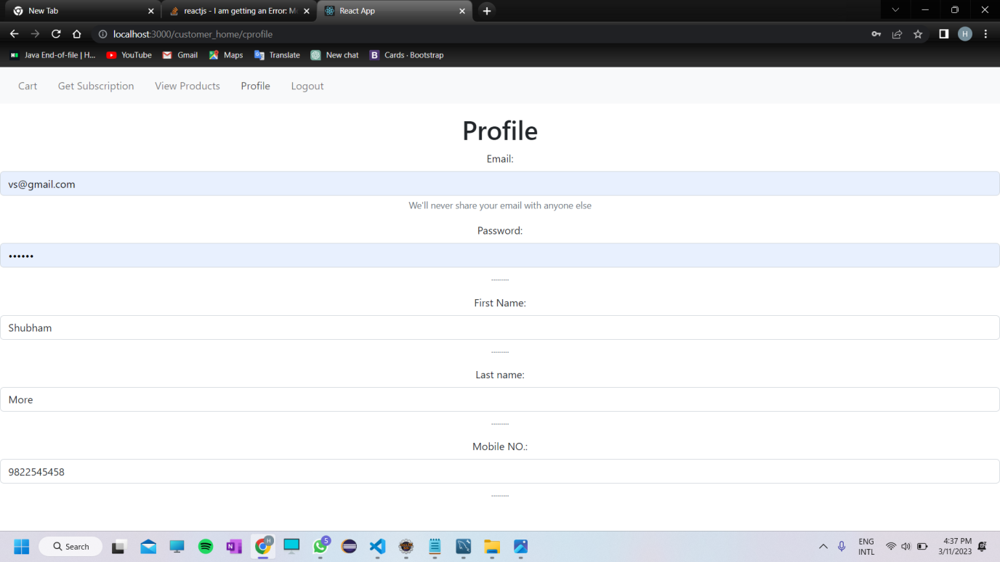 New Tab
reactjs - I am getting an Error: M
React App
localhost:3000/customer_home/cprofile
H
Java End-of-file | H...
YouTube
Gmail
Maps
Translate
New chat
B
Cards · Bootstrap
Cart
Get Subscription
View Products
Profile
Logout
Profile
Email:
vs@gmail.com
We'll never share your email with anyone else
Password:
••••••
.........
First Name:
Shubham
.........
Last name:
More
.........
Mobile NO.:
9822545458
.........
Search
N
H
5
ENG
INTL
4:37 PM
3/11/2023